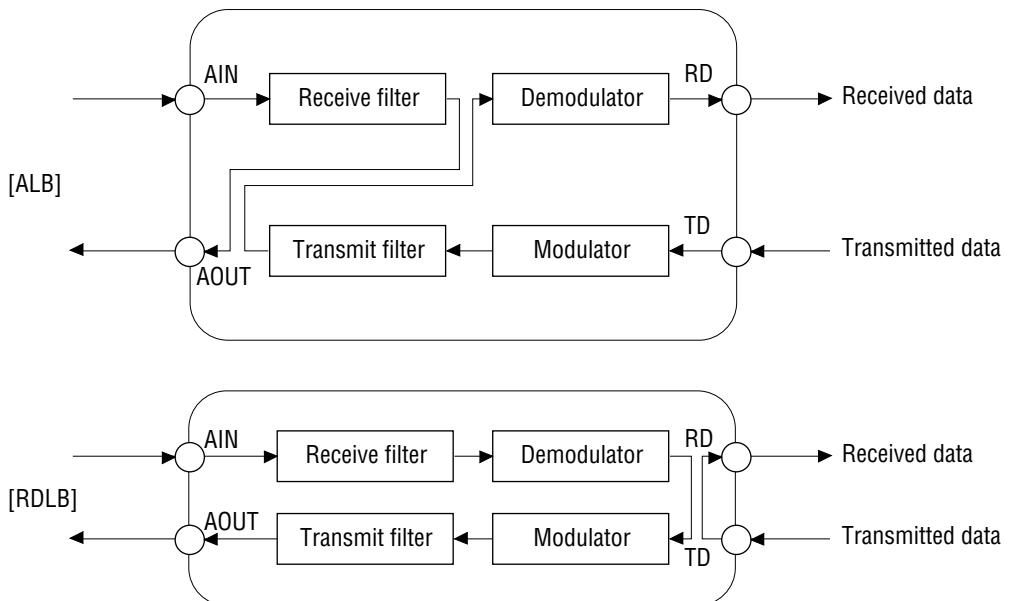 AIN
Receive filter
Demodulator
RD
Received data
[ALB]
AOUT
Transmit filter
Modulator
TD
Transmitted data
AIN
Receive filter
Demodulator
RD
Received data
[RDLB]
AOUT
Transmit filter
Modulator
TD
Transmitted data